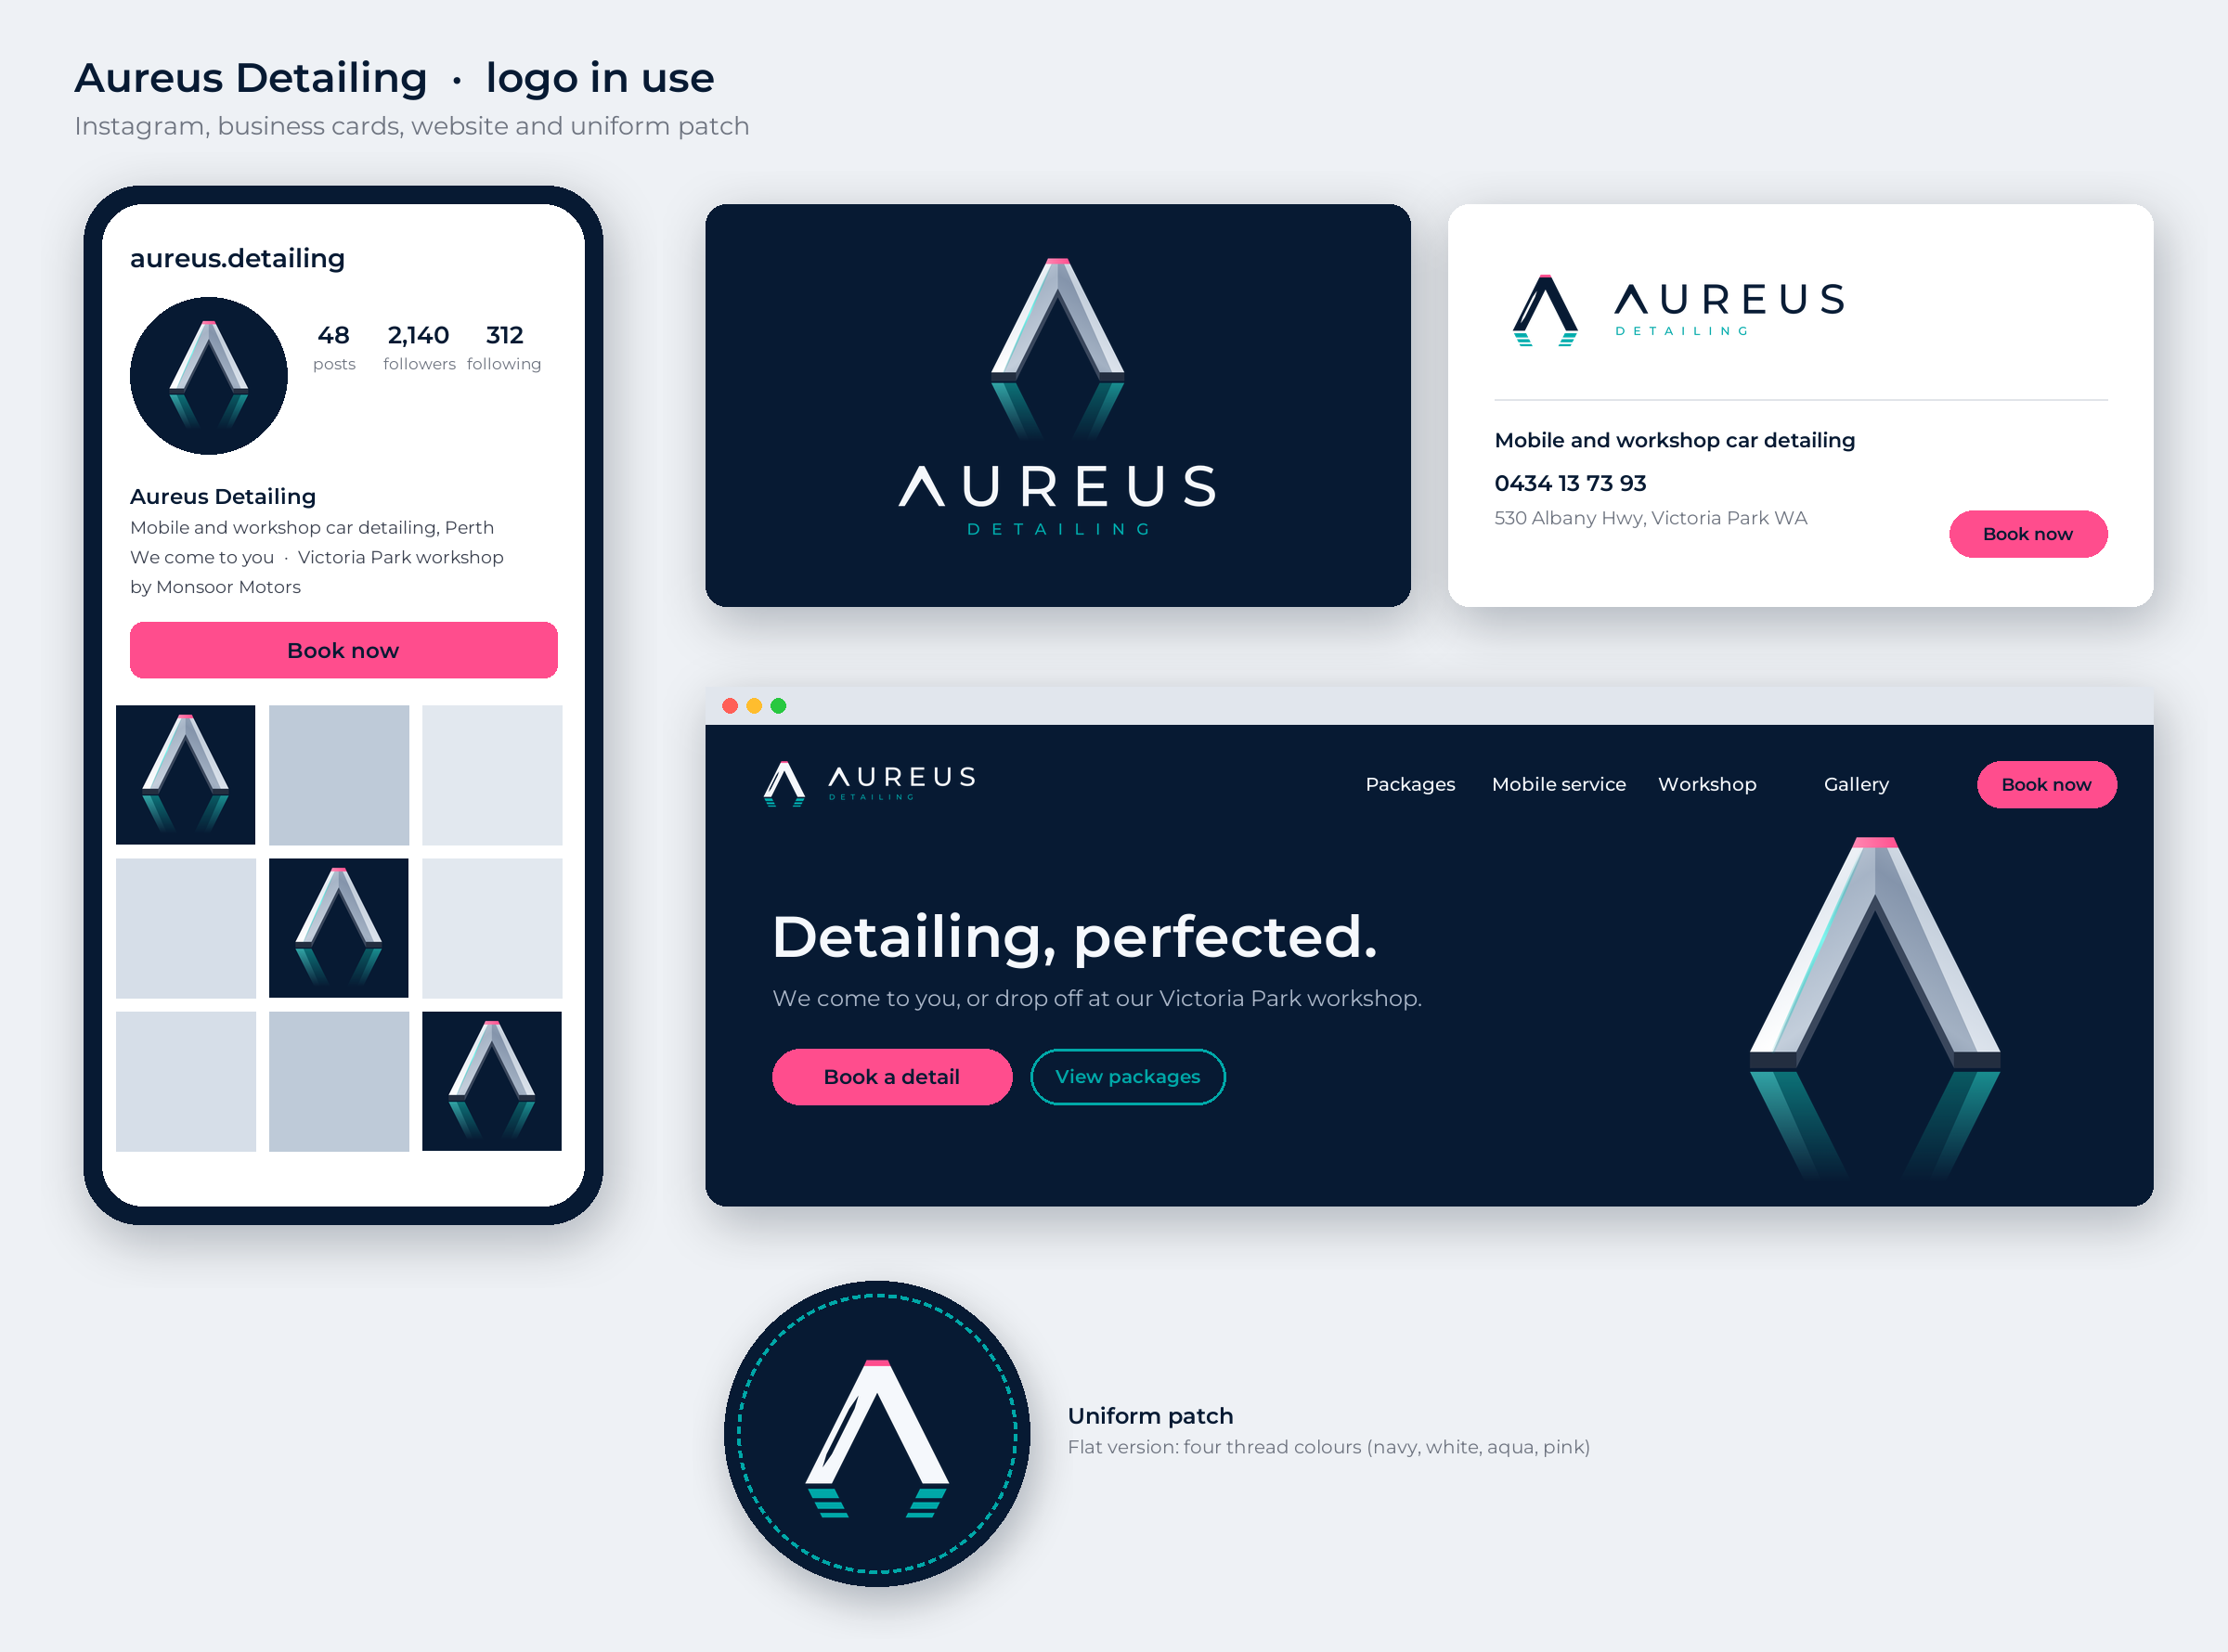 Aureus Detailing · logo in use
Instagram, business cards, website and uniform patch
aureus.detailing
48 2,140 312
posts followers following
Aureus Detailing
Mobile and workshop car detailing, Perth
We come to you · Victoria Park workshop
by Monsoor Motors
Book now
AUREUS
DETAILING
AUREUS
DETAILING
Mobile and workshop car detailing
0434 13 73 93
530 Albany Hwy, Victoria Park WA
Book now
AUREUS
DETAILING
Packages Mobile service Workshop Gallery Book now
Detailing, perfected.
We come to you, or drop off at our Victoria Park workshop.
Book a detail View packages
Uniform patch
Flat version: four thread colours (navy, white, aqua, pink)